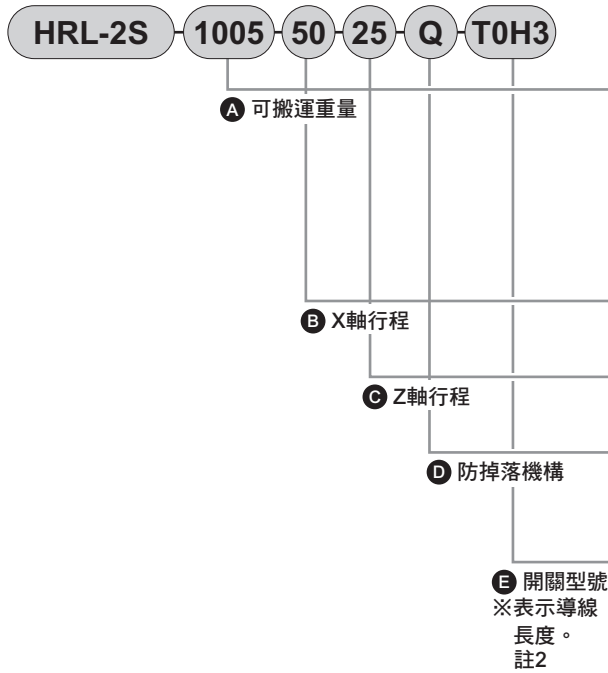 HRL-2S-1005-50-25-Q-T0H3
A 可搬運重量
B X軸行程
C Z軸行程
D 防掉落機構
E 開關型號
※表示導線
長度。
註2